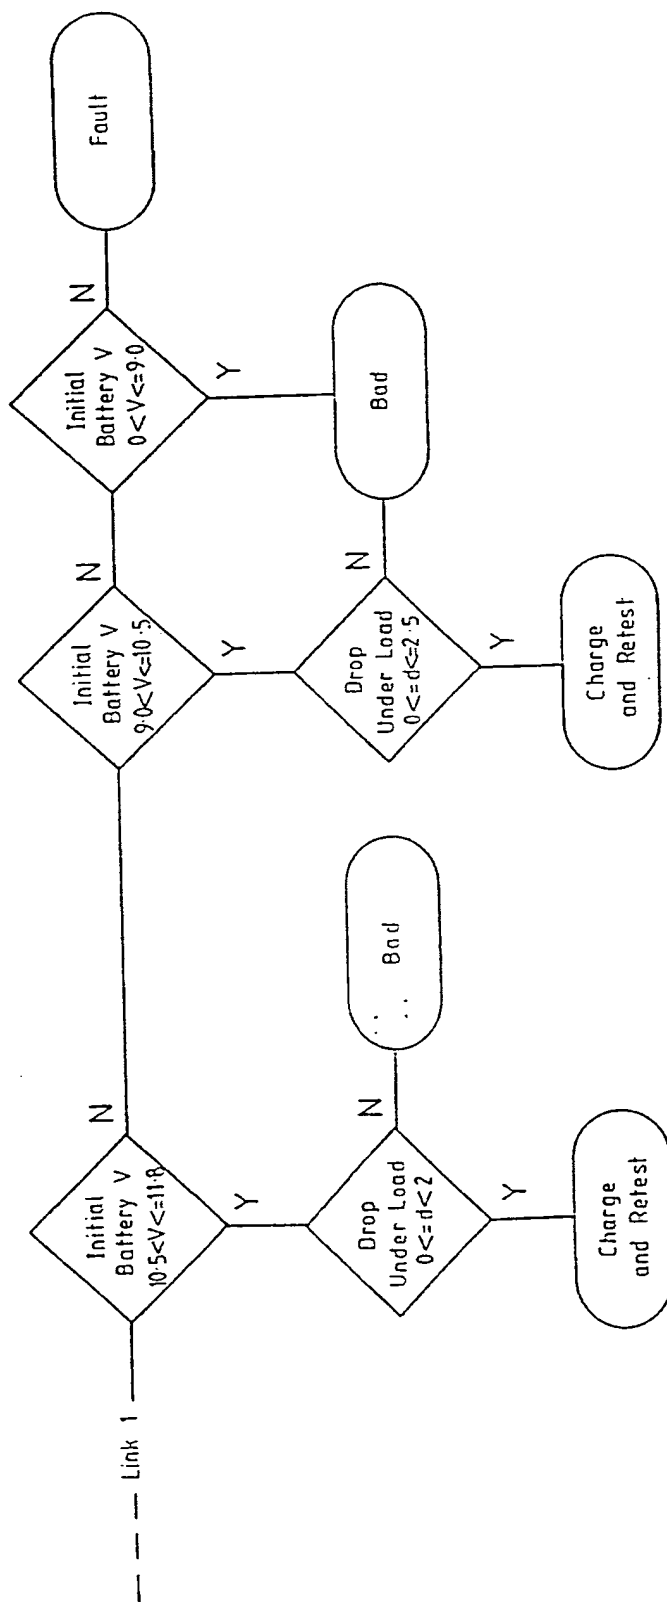 Link 1
Initial
Battery V
10·5<V<=11·8
N
Y
Drop
Under Load
0<=d<2
N
Bad
Y
Charge
and Retest
Initial
Battery V
9·0<V<=10·5
N
Y
Drop
Under Load
0<=d<=2·5
N
Bad
Y
Charge
and Retest
Initial
Battery V
0<V<=9·0
N
Y
Fault